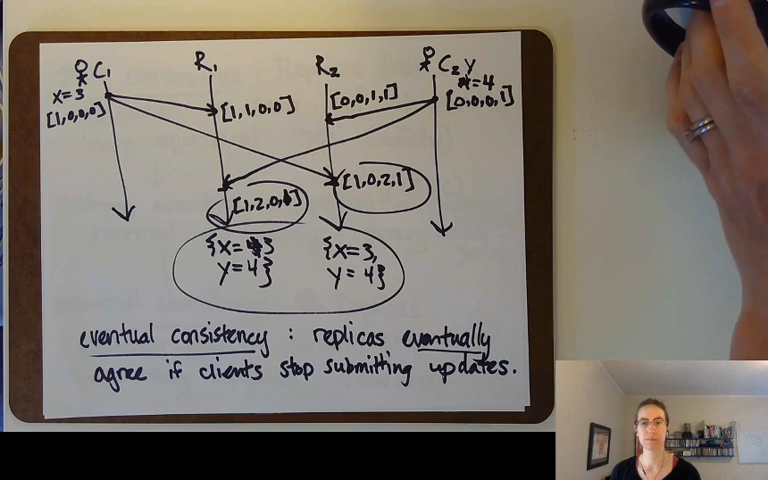 C₁ R₁ R₂ C₂ Y
x=3 =4
[1,0,0,0] [1,1,0,0] [0,0,1,1] [0,0,0,1]
[1,2,0,1] [1,0,2,1]
{x= 3 {x=3,
y=4} y=4}
eventual consistency : replicas eventually
agree if clients stop submitting updates.